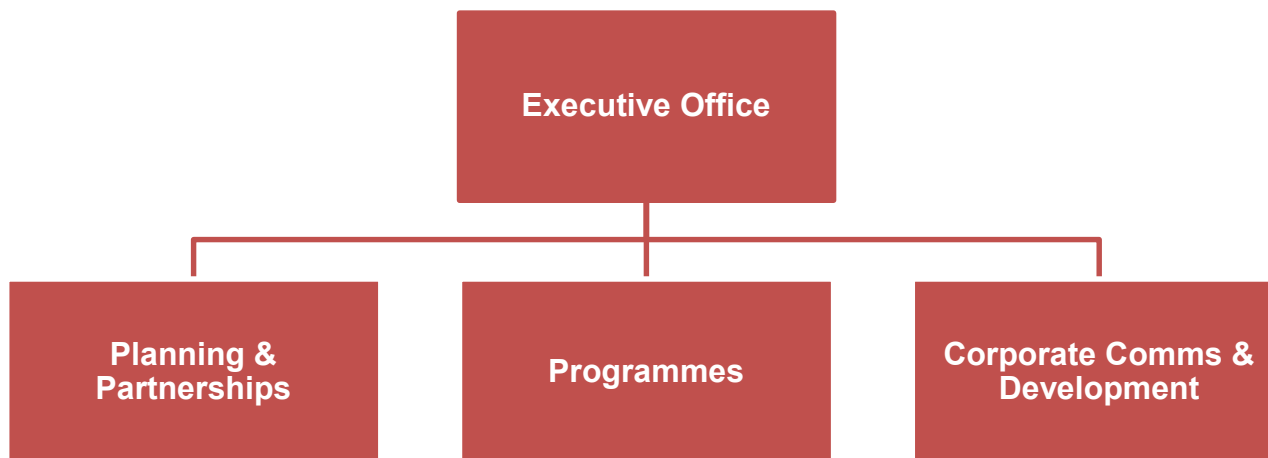 Executive Office
Planning &
Partnerships
Programmes
Corporate Comms &
Development